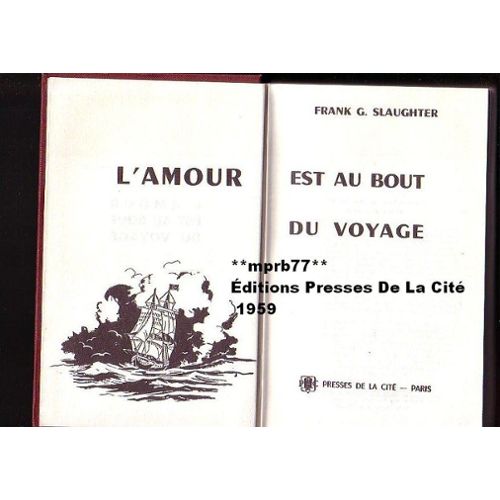 FRANK G. SLAUGHTER
L'AMOUR EST AU BOUT
DU VOYAGE
**mprb77**
Éditions Presses De La Cité
1959
PRESSES DE LA CITÉ — PARIS